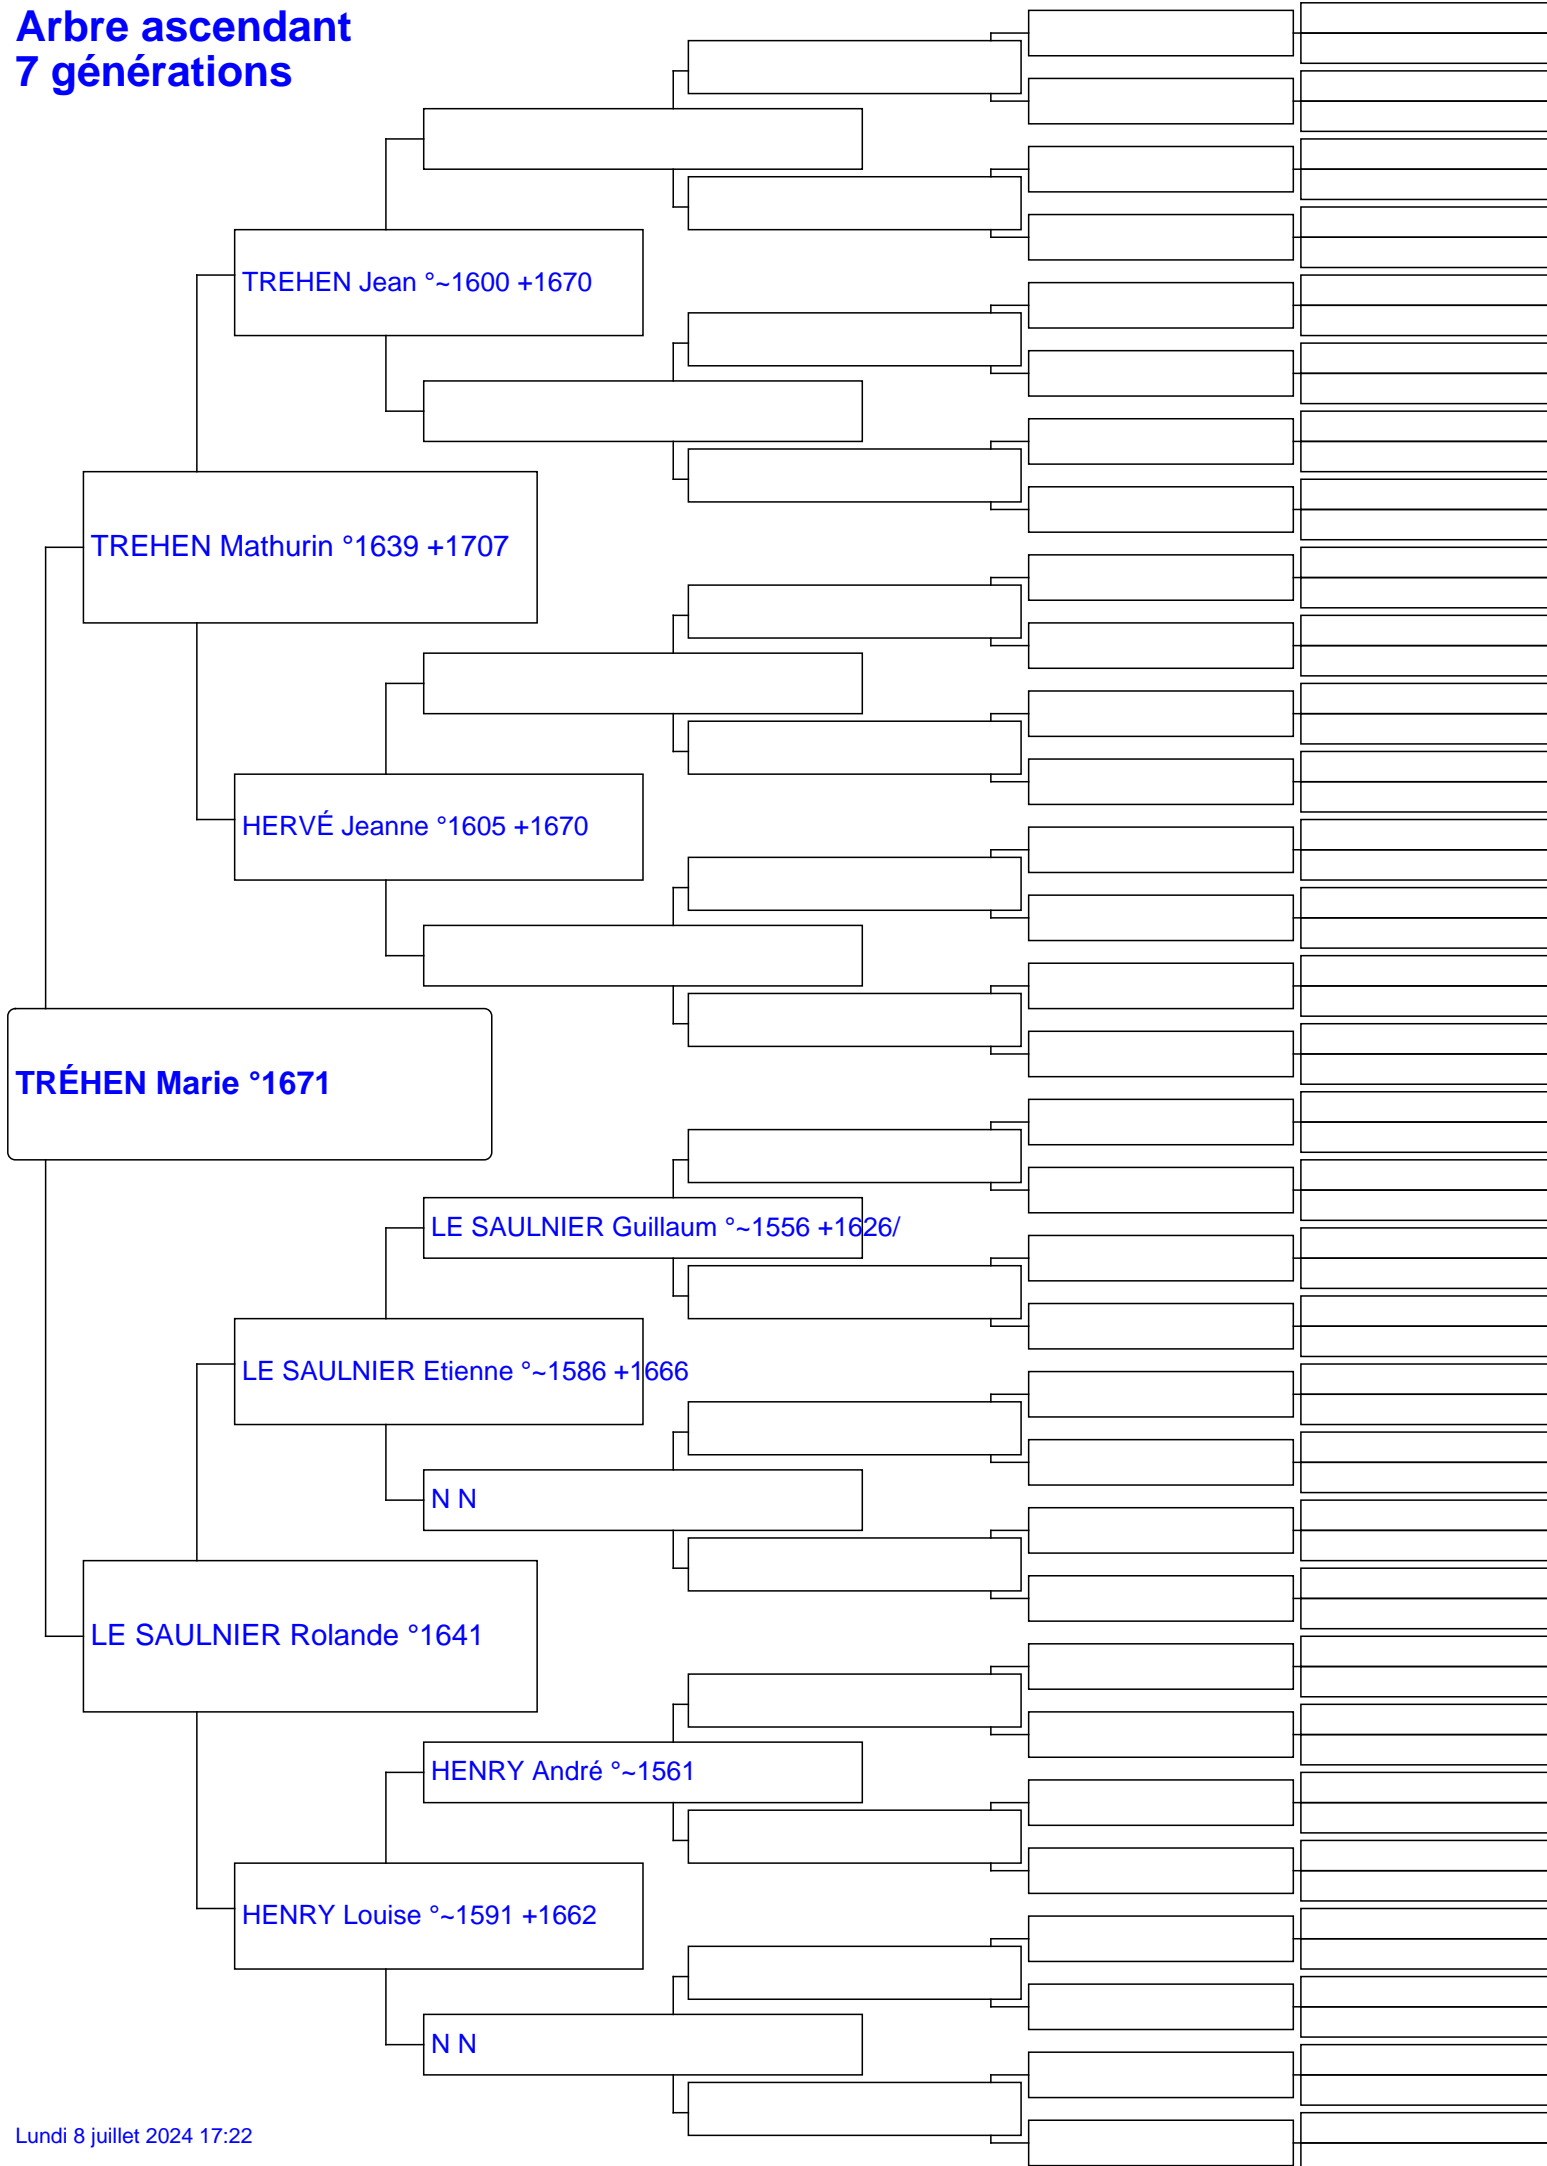 Arbre ascendant
7 générations
TREHEN Jean °~1600 +1670
TREHEN Mathurin °1639 +1707
HERVÉ Jeanne °1605 +1670
TRÉHEN Marie °1671
LE SAULNIER Guillaum °~1556 +1626/
LE SAULNIER Etienne °~1586 +1666
N N
LE SAULNIER Rolande °1641
HENRY André °~1561
HENRY Louise °~1591 +1662
N N
Lundi 8 juillet 2024 17:22